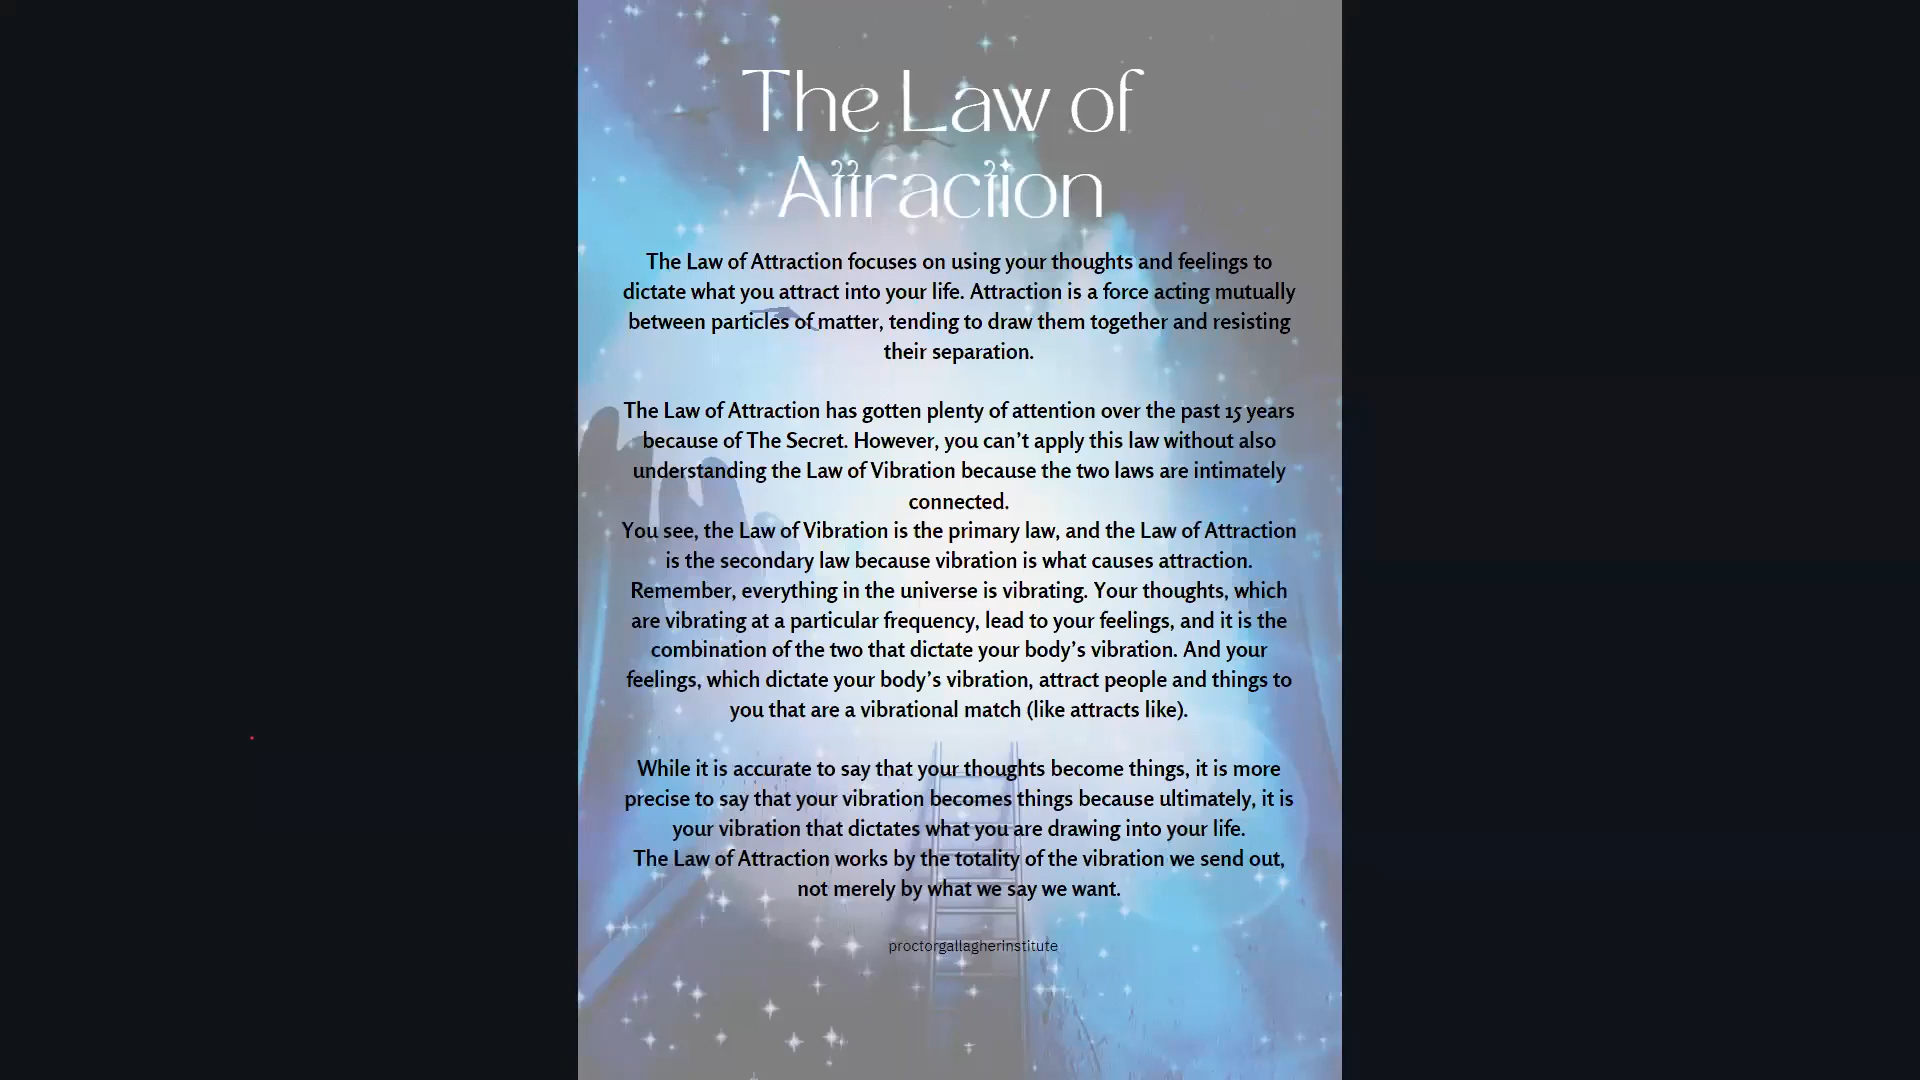 The Law of
Attraction
The Law of Attraction focuses on using your thoughts and feelings to
dictate what you attract into your life. Attraction is a force acting mutually
between particles of matter, tending to draw them together and resisting
their separation.
The Law of Attraction has gotten plenty of attention over the past 15 years
because of The Secret. However, you can’t apply this law without also
understanding the Law of Vibration because the two laws are intimately
connected.
You see, the Law of Vibration is the primary law, and the Law of Attraction
is the secondary law because vibration is what causes attraction.
Remember, everything in the universe is vibrating. Your thoughts, which
are vibrating at a particular frequency, lead to your feelings, and it is the
combination of the two that dictate your body’s vibration. And your
feelings, which dictate your body’s vibration, attract people and things to
you that are a vibrational match (like attracts like).
While it is accurate to say that your thoughts become things, it is more
precise to say that your vibration becomes things because ultimately, it is
your vibration that dictates what you are drawing into your life.
The Law of Attraction works by the totality of the vibration we send out,
not merely by what we say we want.
proctorgallagherinstitute